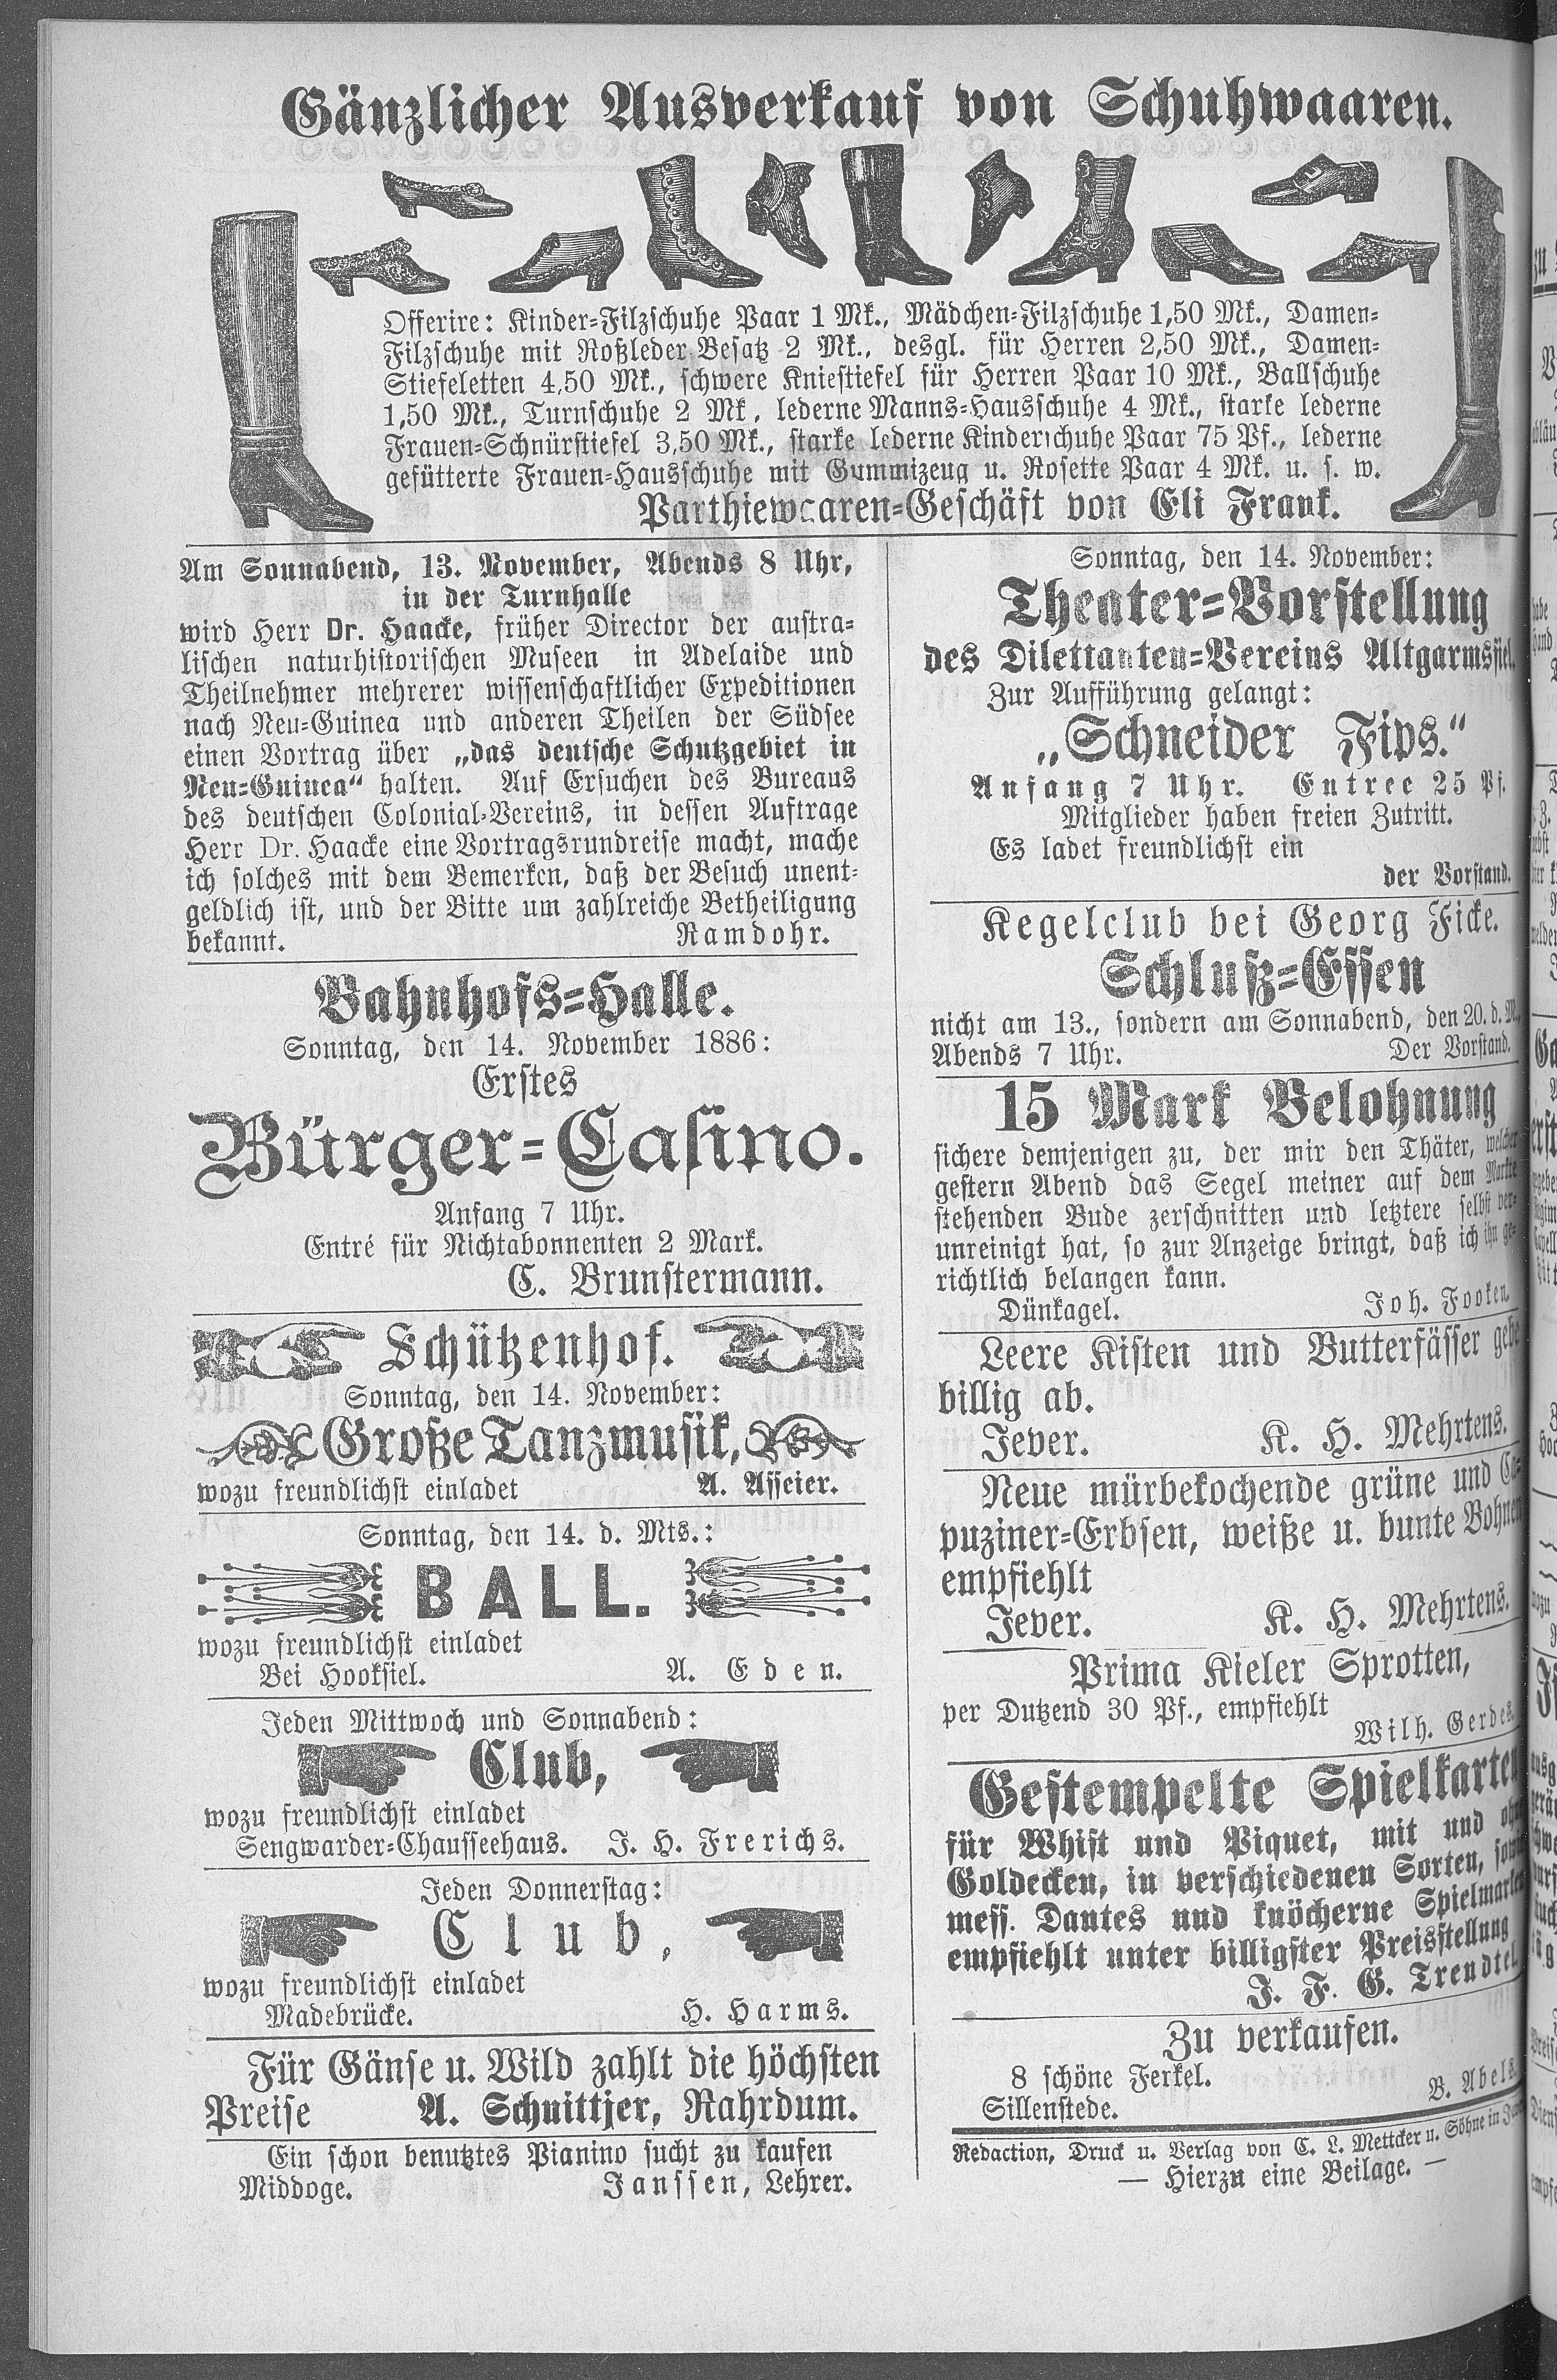 Gänzlicher Ausverkauf von Schuhwaaren.
Offerire: Kinder-Filzschuhe Paar 1 Mk., Mädchen-Filzschuhe 1,50 Mk., Damen-
Filzschuhe mit Roßleder-Besatz 2 Mk., desgl. für Herren 2,50 Mk., Damen-
Stiefeletten 4,50 Mk., schwere Kniestiefel für Herren Paar 10 Mk., Ballschuhe
1,50 Mk., Turnschuhe 2 Mk., lederne Manns-Hausschuhe 4 Mk., starke lederne
Frauen-Schnürstiefel 3,50 Mk., starke lederne Kinderschuhe Paar 75 Pf., lederne
gefütterte Frauen-Hausschuhe mit Gummizeug u. Rosette Paar 4 Mk. u. s. w.
Parthiewaaren-Geschäft von Eli Frank.
Am Sonnabend, 13. November, Abends 8 Uhr,
in der Turnhalle
wird Herr Dr. Haacke, früher Director der austra-
lischen naturhistorischen Museen in Adelaide und
Theilnehmer mehrerer wissenschaftlicher Expeditionen
nach Neu-Guinea und anderen Theilen der Südsee
einen Vortrag über „das deutsche Schutzgebiet in
Neu-Guinea“ halten. Auf Ersuchen des Bureaus
des deutschen Colonial-Vereins, in dessen Auftrage
Herr Dr. Haacke eine Vortragsrundreise macht, mache
ich solches mit dem Bemerken, daß der Besuch unent-
geldlich ist, und der Bitte um zahlreiche Betheiligung
bekannt. Ramdohr.
Bahnhofs-Halle.
Sonntag, den 14. November 1886:
Erstes
Bürger-Casino.
Anfang 7 Uhr.
Entré für Nichtabonnenten 2 Mark.
C. Brunstermann.
Schützenhof.
Sonntag, den 14. November:
Große Tanzmusik,
wozu freundlichst einladet A. Asseier.
Sonntag, den 14. d. Mts.:
BALL.
wozu freundlichst einladet
Bei Hooksiel. A. Eden.
Jeden Mittwoch und Sonnabend:
Club,
wozu freundlichst einladet
Sengwarder-Chausseehaus. J. H. Frerichs.
Jeden Donnerstag:
Club,
wozu freundlichst einladet
Madebrücke. H. Harms.
Für Gänse u. Wild zahlt die höchsten
Preise A. Schnittjer, Rahrdum.
Ein schon benutztes Pianino sucht zu kaufen
Middoge. Janssen, Lehrer.
Sonntag, den 14. November:
Theater-Vorstellung
des Dilettanten-Vereins Altgarmssiel.
Zur Aufführung gelangt:
„Schneider Fips.“
Anfang 7 Uhr. Entree 25 Pf.
Mitglieder haben freien Zutritt.
Es ladet freundlichst ein
der Vorstand.
Kegelclub bei Georg Ficke.
Schluß-Essen
nicht am 13., sondern am Sonnabend, den 20. d. M.,
Abends 7 Uhr. Der Vorstand.
15 Mark Belohnung
sichere demjenigen zu, der mir den Thäter, welcher
gestern Abend das Segel meiner auf dem Markte
stehenden Bude zerschnitten und letztere selbst ver-
unreinigt hat, so zur Anzeige bringt, daß ich ihn ge-
richtlich belangen kann.
Dünkagel. Joh. Fooken.
Leere Kisten und Butterfässer gebe
billig ab.
Jever. K. H. Mehrtens.
Neue mürbekochende grüne und Ca-
puziner-Erbsen, weiße u. bunte Bohnen
empfiehlt
Jever. K. H. Mehrtens.
Prima Kieler Sprotten,
per Dutzend 30 Pf., empfiehlt
Wilh. Gerdes.
Gestempelte Spielkarten
für Whist und Piquet, mit und ohne
Goldecken, in verschiedenen Sorten, sowie
mess. Dantes und knöcherne Spielmarken
empfiehlt unter billigster Preisstellung
J. F. G. Trendtel.
Zu verkaufen.
8 schöne Ferkel.
Sillenstede. B. Abels.
Redaction, Druck u. Verlag von C. L. Mettcker u. Söhne in
— Hierzu eine Beilage. —